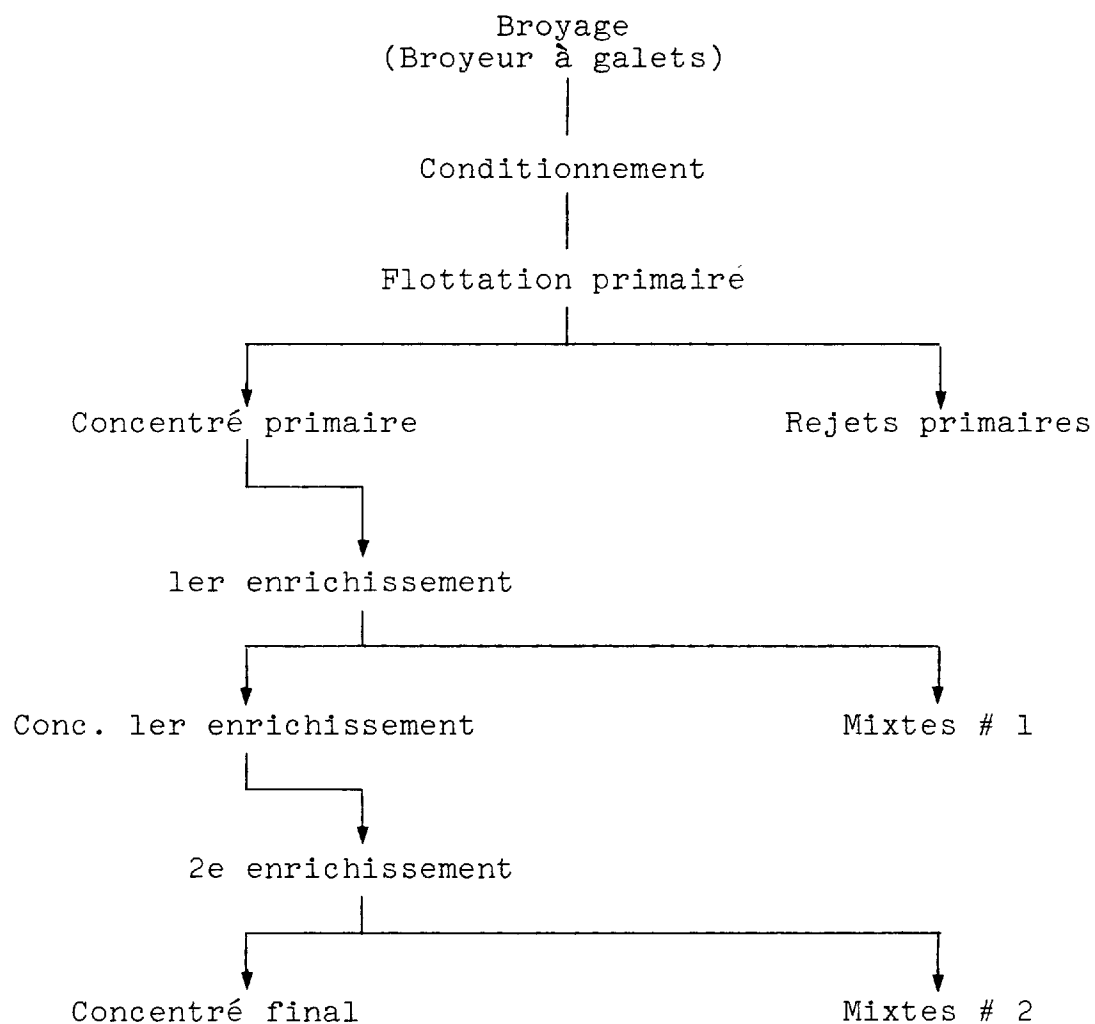 Broyage
(Broyeur à galets)
Conditionnement
Flottation primairé
Concentré primaire
Rejets primaires
1er enrichissement
Conc. 1er enrichissement
Mixtes # 1
2e enrichissement
Concentré final
Mixtes # 2